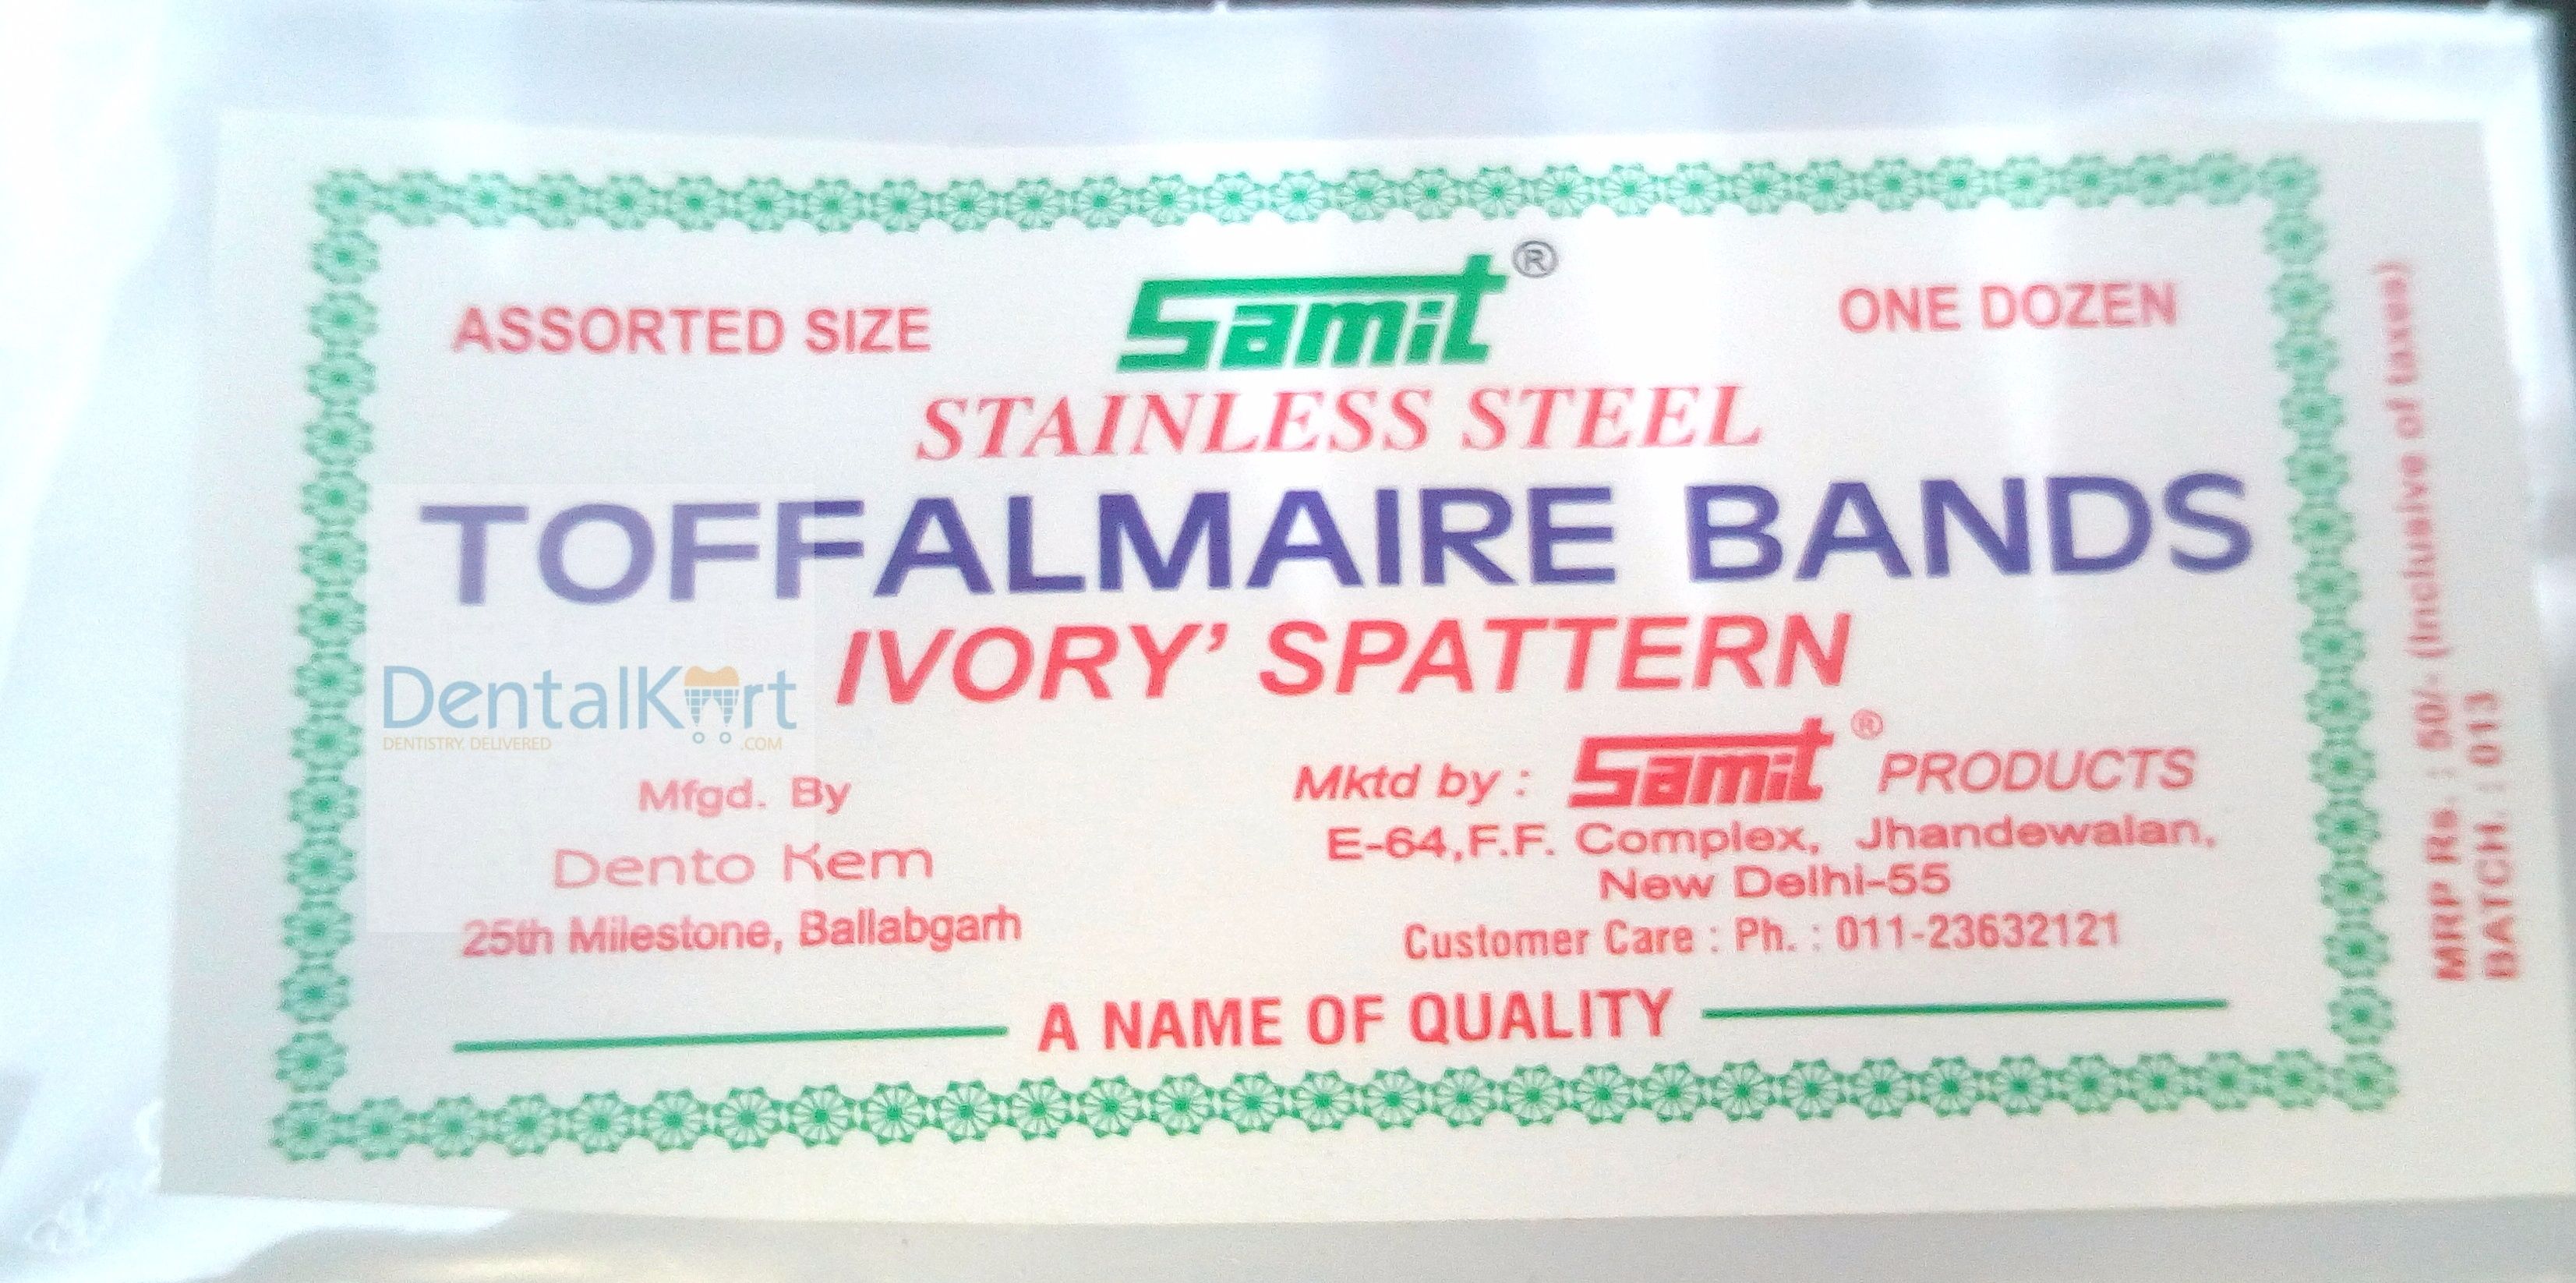 ASSORTED SIZE
Samit®
ONE DOZEN
STAINLESS STEEL
TOFFALMAIRE BANDS
IVORY' SPATTERN
DentalKart
DENTISTRY. DELIVERED .COM
Mfgd. By
Dento Kem
25th Milestone, Ballabgarh
Mktd by : Samit® PRODUCTS
E-64,F.F. Complex, Jhandewalan,
New Delhi-55
Customer Care : Ph. : 011-23632121
A NAME OF QUALITY
MRP Rs. : 50/- (Inclusive of taxes)
BATCH. : 013